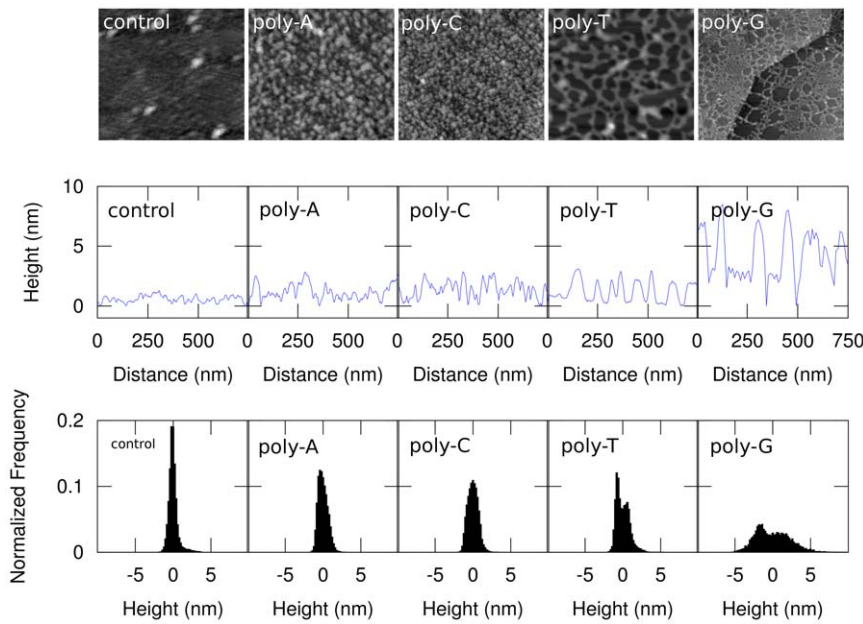 control poly-A poly-C poly-T poly-G
10
control poly-A poly-C poly-T poly-G
Height (nm)
5
0
0 250 500 0 250 500 0 250 500 0 250 500 0 250 500 750
Distance (nm) Distance (nm) Distance (nm) Distance (nm) Distance (nm)
0.2
control poly-A poly-C poly-T poly-G
Normalized Frequency
0.1
0
-5 0 5 -5 0 5 -5 0 5 -5 0 5 -5 0 5
Height (nm) Height (nm) Height (nm) Height (nm) Height (nm)